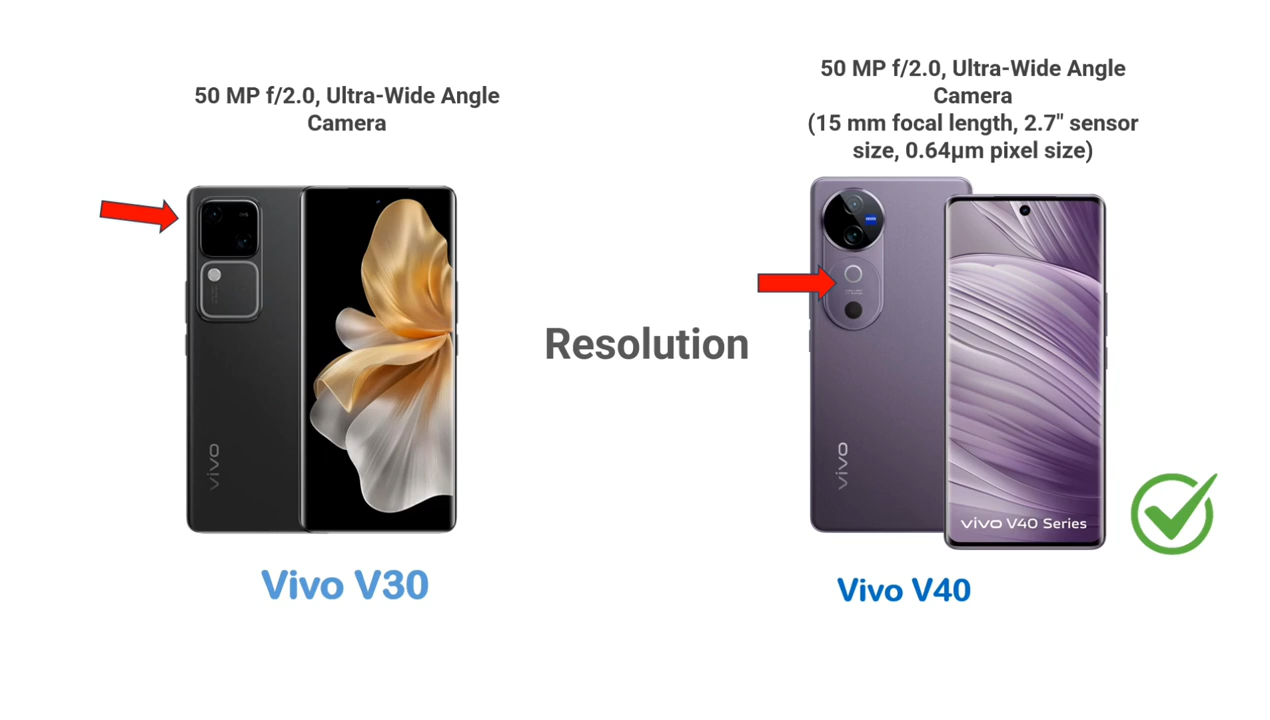 50 MP f/2.0, Ultra-Wide Angle
Camera
50 MP f/2.0, Ultra-Wide Angle
Camera
(15 mm focal length, 2.7" sensor
size, 0.64µm pixel size)
Resolution
vivo
vivo
vivo V40 Series
Vivo V30
Vivo V40